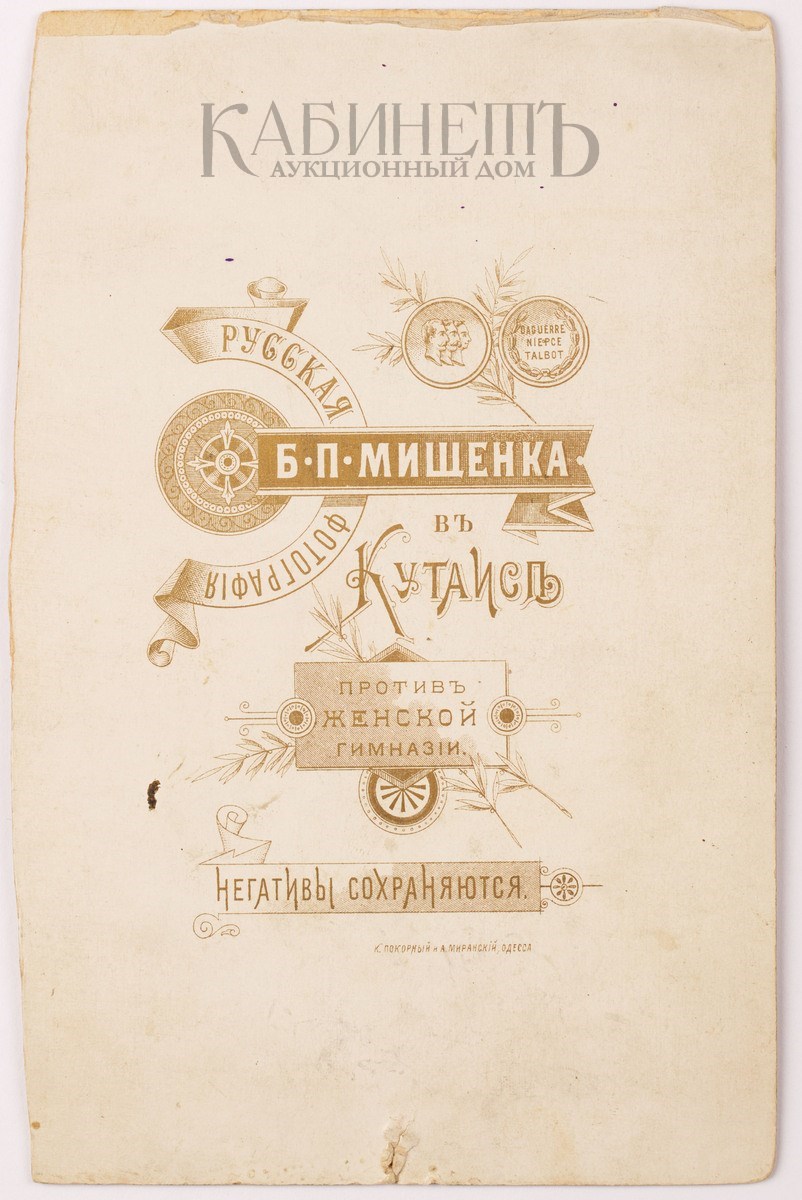 КАБИНЕТЪ
АУКЦИОННЫЙ ДОМ
РУССКАЯ
DAGUERRE
NIEPCE
TALBOT
Б·П·МИЩЕНКА·
ВЪ
ФОТОГРАФІЯ
КУТАИСѢ
ПРОТИВЪ
ЖЕНСКОЙ
ГИМНАЗІИ.
НЕГАТИВЫ СОХРАНЯЮТСЯ.
К. ПОКОРНЫЙ и А. МИРАНСКІЙ, ОДЕССА